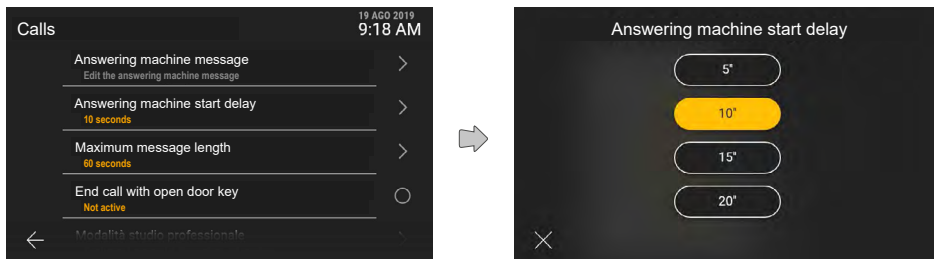 Calls
19 AGO 2019
9:18 AM
Answering machine message
Edit the answering machine message
Answering machine start delay
10 seconds
Maximum message length
60 seconds
End call with open door key
Not active
Modalità studio professionale
Answering machine start delay
5"
10"
15"
20"